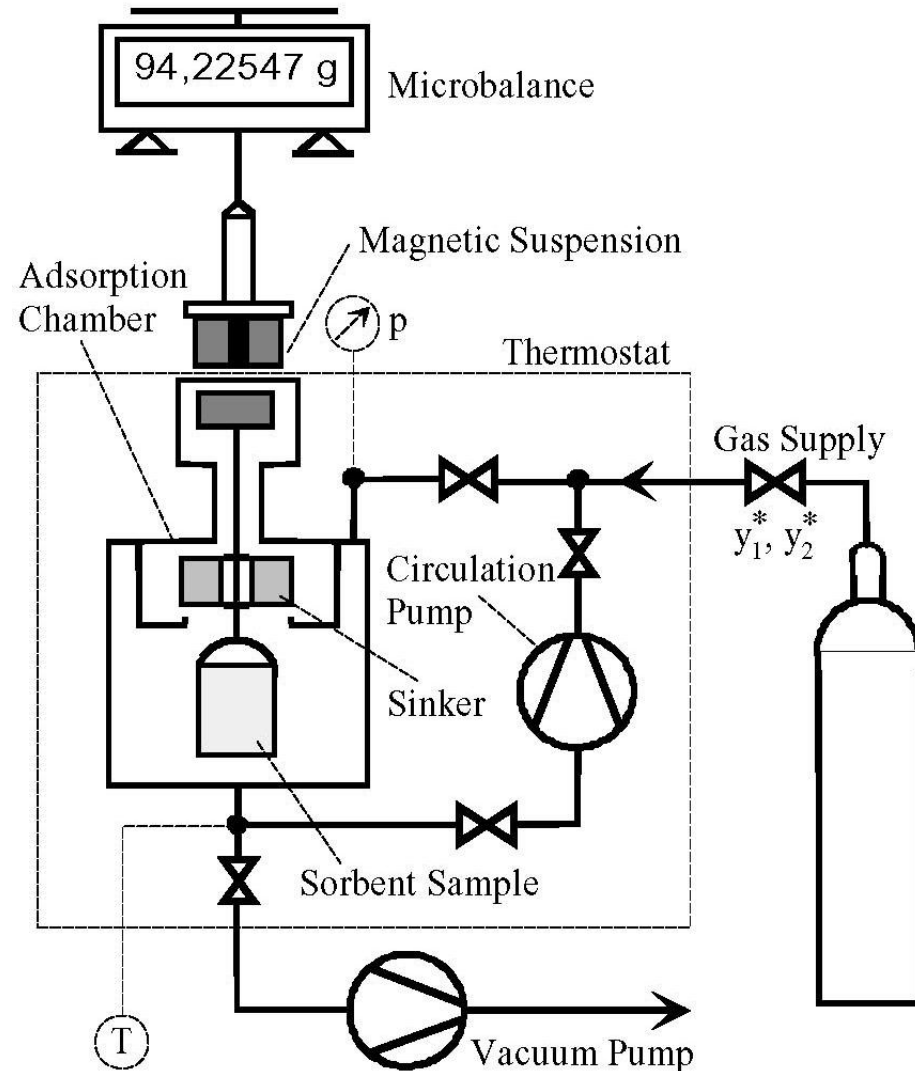 94,22547 g
Microbalance
Magnetic Suspension
Adsorption
Chamber
p
Thermostat
Gas Supply
y₁*, y₂*
Circulation
Pump
Sinker
Sorbent Sample
T
Vacuum Pump